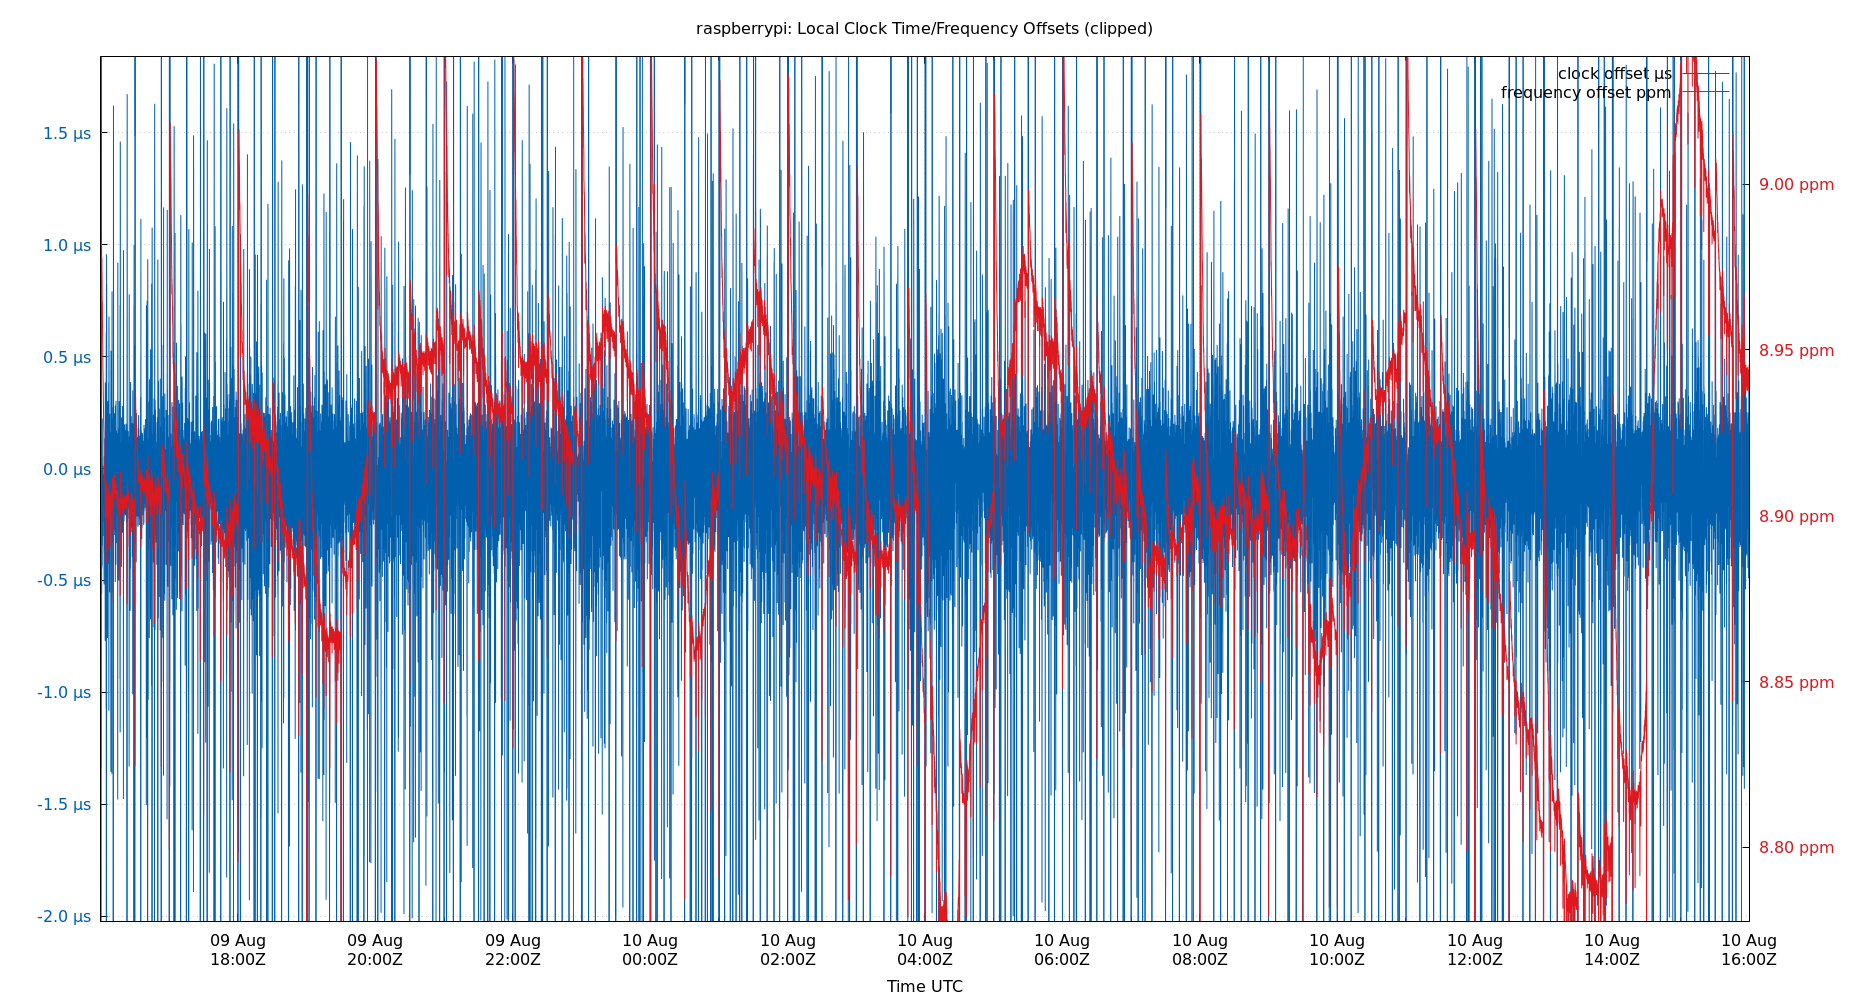 raspberrypi: Local Clock Time/Frequency Offsets (clipped)
clock offset µs
frequency offset ppm
1.5 µs
1.0 µs
0.5 µs
0.0 µs
-0.5 µs
-1.0 µs
-1.5 µs
-2.0 µs
9.00 ppm
8.95 ppm
8.90 ppm
8.85 ppm
8.80 ppm
09 Aug 09 Aug 09 Aug 10 Aug 10 Aug 10 Aug 10 Aug 10 Aug 10 Aug 10 Aug 10 Aug 10 Aug
18:00Z 20:00Z 22:00Z 00:00Z 02:00Z 04:00Z 06:00Z 08:00Z 10:00Z 12:00Z 14:00Z 16:00Z
Time UTC